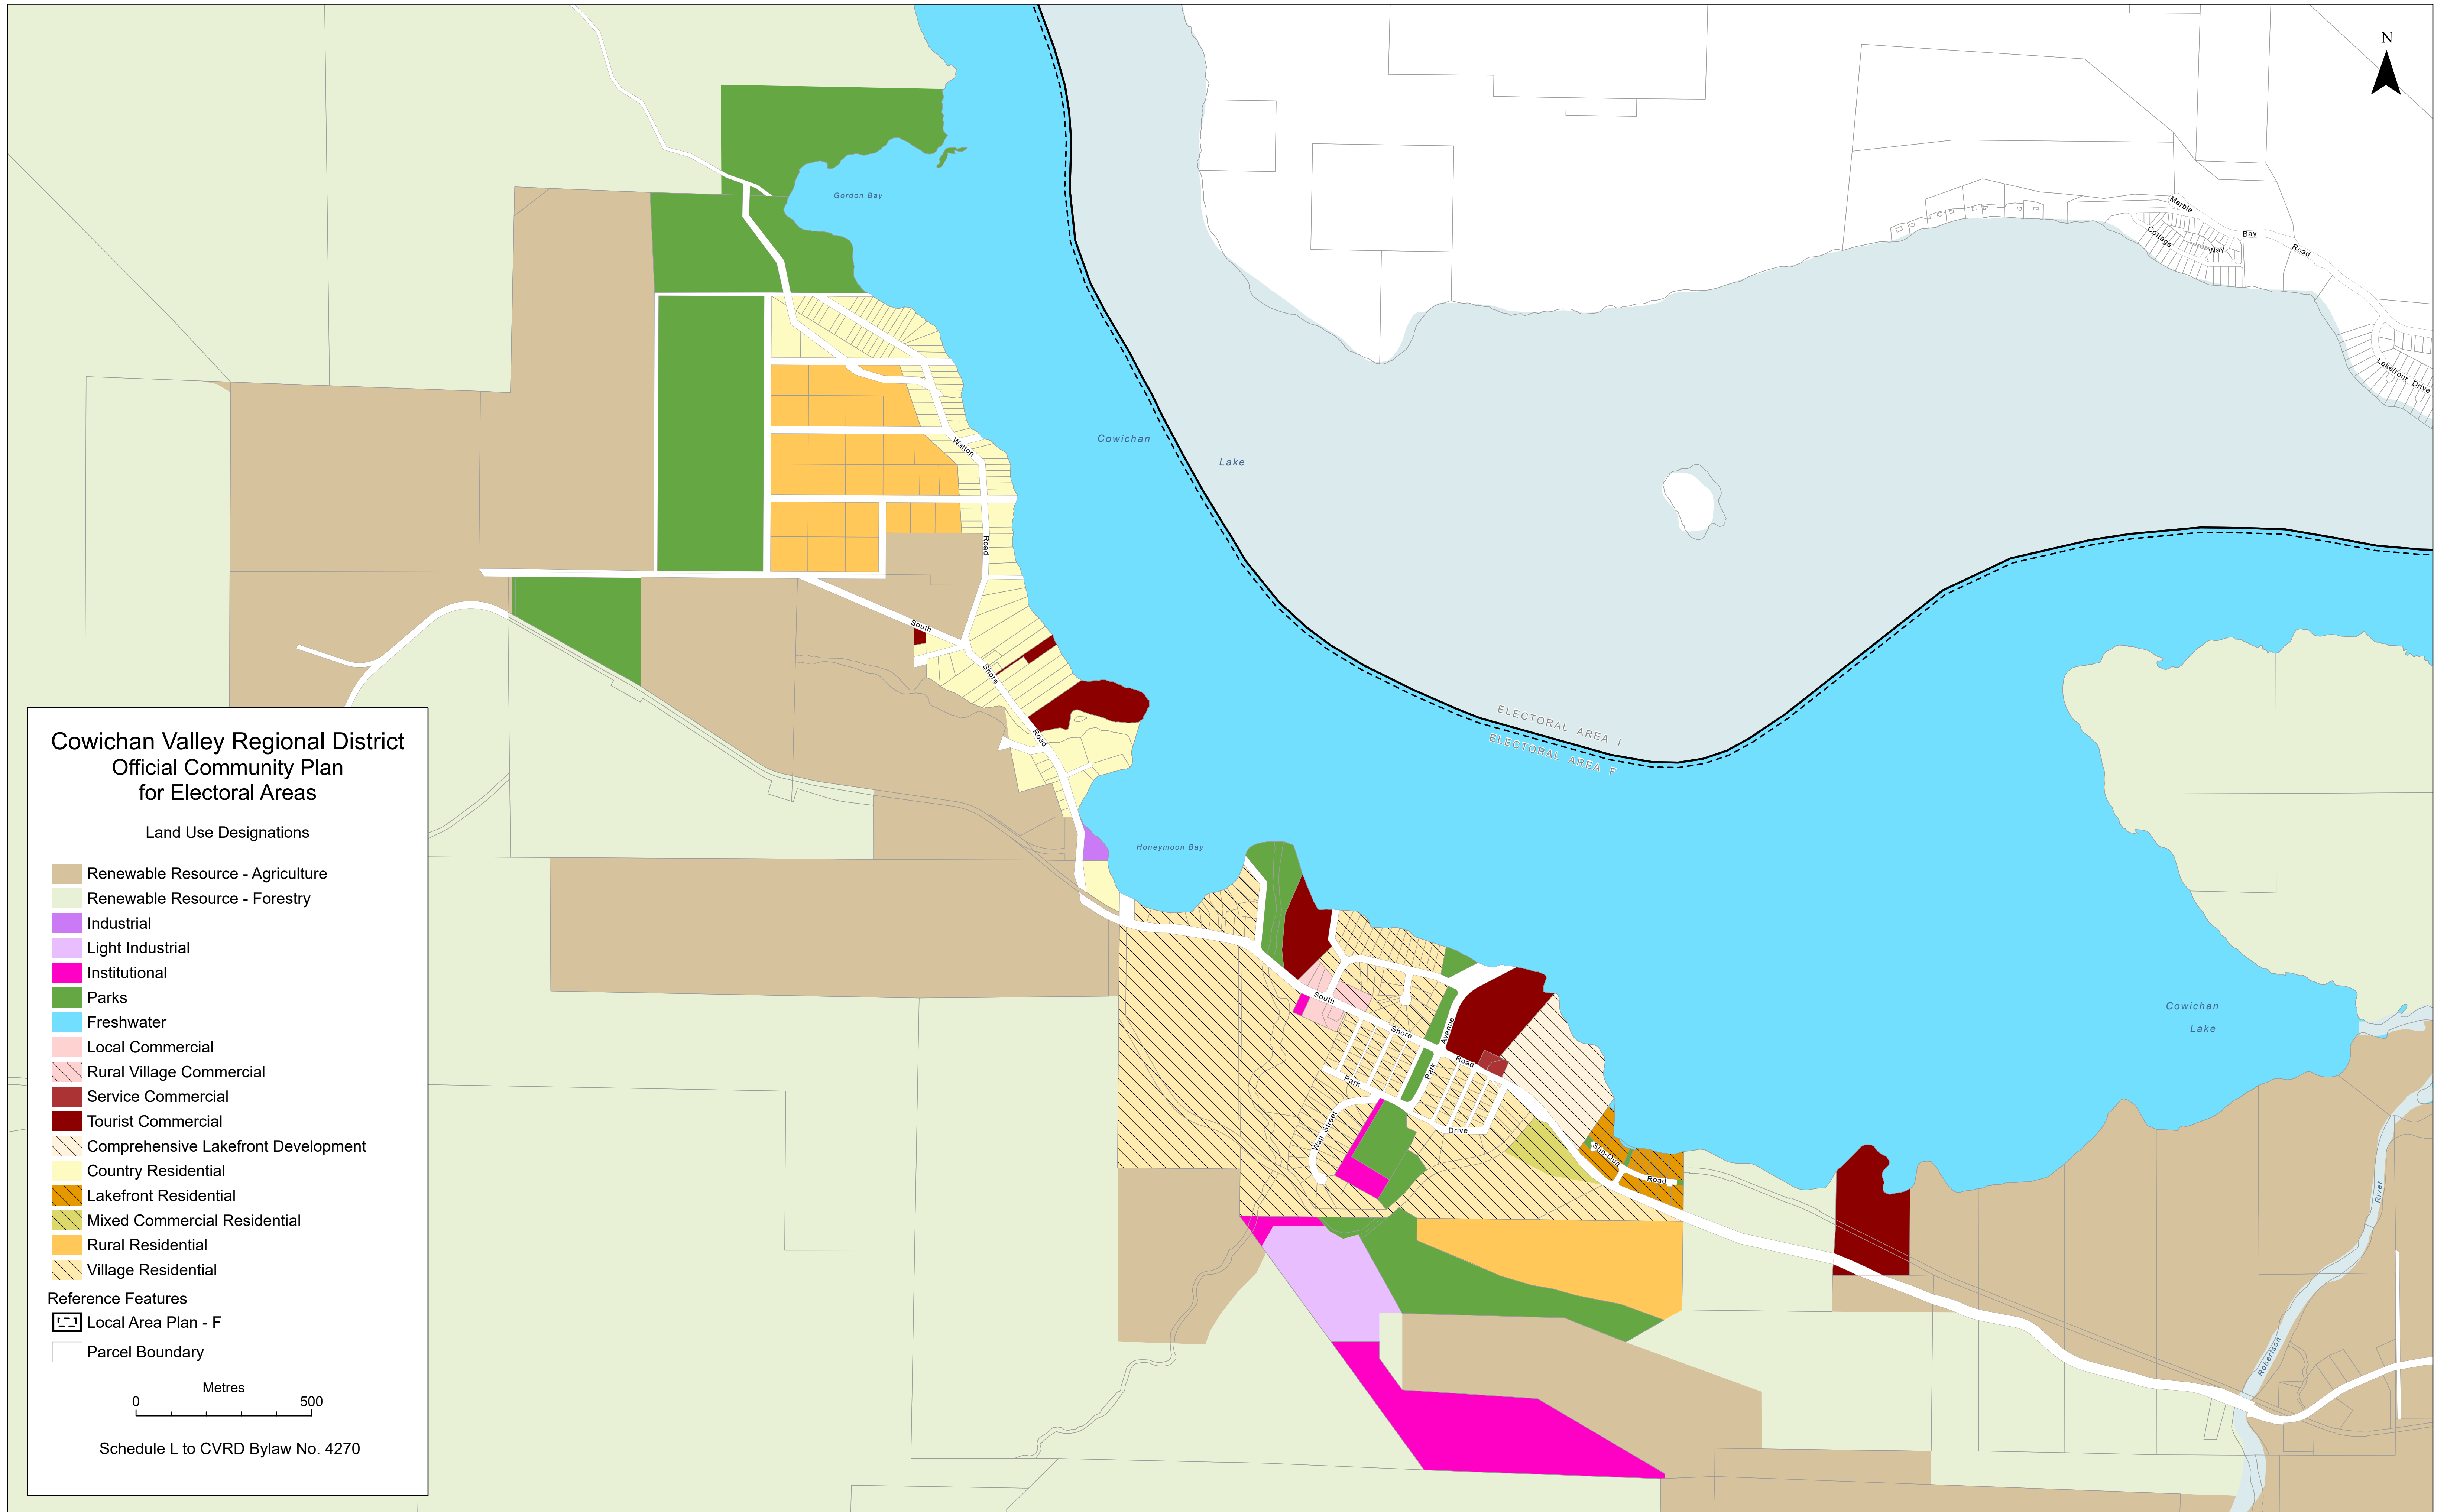 N
Gordon Bay
Marble
Bay
Road
Cottage
Way
Lakefront Drive
Cowichan
Lake
Walton
Road
South
Shore
Road
ELECTORAL AREA I
ELECTORAL AREA F
Honeymoon Bay
Cowichan
Lake
South
Shore
Road
Avenue
Park
Park
Drive
Wall Street
Slin-Qua
Road
River
Robertson
Cowichan Valley Regional District
Official Community Plan
for Electoral Areas
Land Use Designations
Renewable Resource - Agriculture
Renewable Resource - Forestry
Industrial
Light Industrial
Institutional
Parks
Freshwater
Local Commercial
Rural Village Commercial
Service Commercial
Tourist Commercial
Comprehensive Lakefront Development
Country Residential
Lakefront Residential
Mixed Commercial Residential
Rural Residential
Village Residential
Reference Features
Local Area Plan - F
Parcel Boundary
Metres
0 500
Schedule L to CVRD Bylaw No. 4270